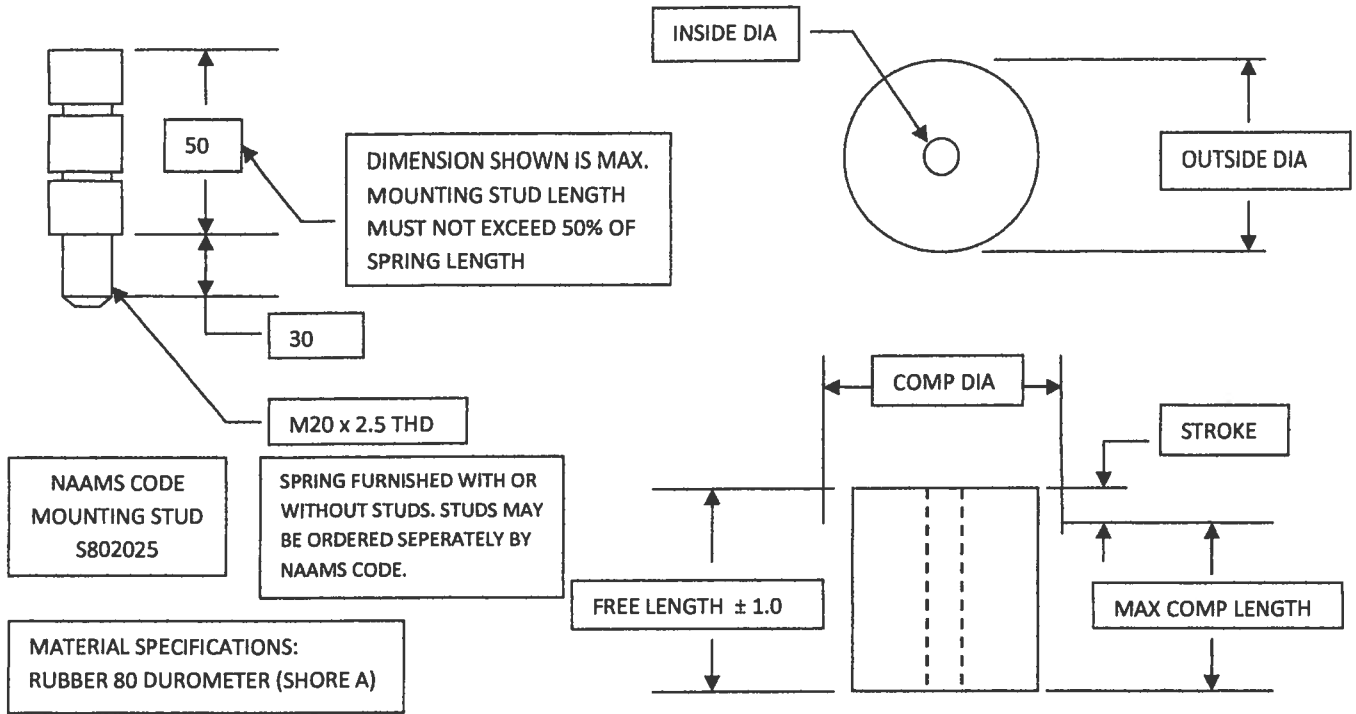 INSIDE DIA
50
DIMENSION SHOWN IS MAX.
MOUNTING STUD LENGTH
MUST NOT EXCEED 50% OF
SPRING LENGTH
OUTSIDE DIA
30
M20 x 2.5 THD
COMP DIA
STROKE
NAAMS CODE
MOUNTING STUD
S802025
SPRING FURNISHED WITH OR
WITHOUT STUDS. STUDS MAY
BE ORDERED SEPERATELY BY
NAAMS CODE.
FREE LENGTH ± 1.0
MAX COMP LENGTH
MATERIAL SPECIFICATIONS:
RUBBER 80 DUROMETER (SHORE A)